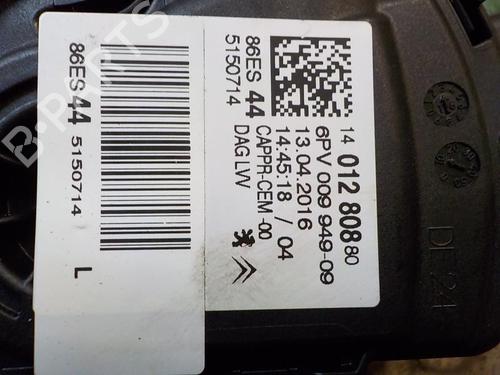 14 012 808 80
6PV 009 949-09
13.04.2016
14:45:18 / 04
CAPPR-CEM -00
DAG LVV
86ES 44
5150714
86ES 44 5150714
L
DE 24
B-PARTS